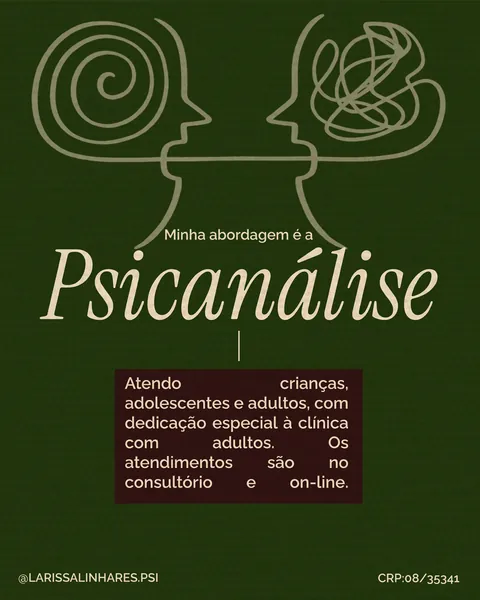 Minha abordagem é a
Psicanálise
Atendo crianças,
adolescentes e adultos, com
dedicação especial à clínica
com adultos. Os
atendimentos são no
consultório e on-line.
@LARISSALINHARES.PSI
CRP:08/35341